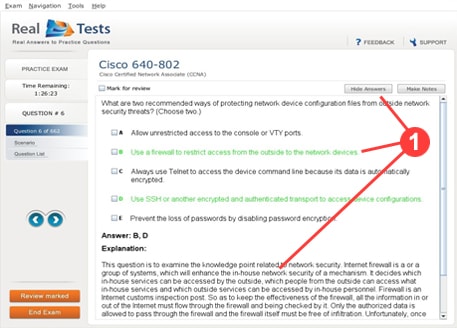 Exam Navigation Tools Help
Real Tests
Real Answers to Practice Questions
? FEEDBACK
SUPPORT
PRACTICE EXAM
Time Remaining:
1:26:23
QUESTION # 6
Question 6 of 862
Scenario
Question List
Review marked
End Exam
Cisco 640-802
Cisco Certified Network Associate (CCNA)
Mark for review
Hide Answers
Make Notes
What are two recommended ways of protecting network device configuration files from outside network
security threats? (Choose two.)
A Allow unrestricted access to the console or VTY ports.
B Use a firewall to restrict access from the outside to the network devices.
1
C Always use Telnet to access the device command line because its data is automatically
encrypted.
D Use SSH or another encrypted and authenticated transport to access device configurations.
E Prevent the loss of passwords by disabling password encryption.
Answer: B, D
Explanation:
This question is to examine the knowledge point related to network security. Internet firewall is a or a
group of systems, which will enhance the in-house network security of a mechanism. It decides which
in-house services can be accessed by the outside, which people from the outside can access what
in-house services and which outside services can be accessed by in-house personnel. Firewall is an
Internet customs inspection post. So as to keep the effectiveness of the firewall, all the information in or
out of the Internet must flow through the firewall and being checked by it. Only the authorized data is
allowed to pass through the firewall and the firewall itself must be free of infiltration. Unfortunately, once